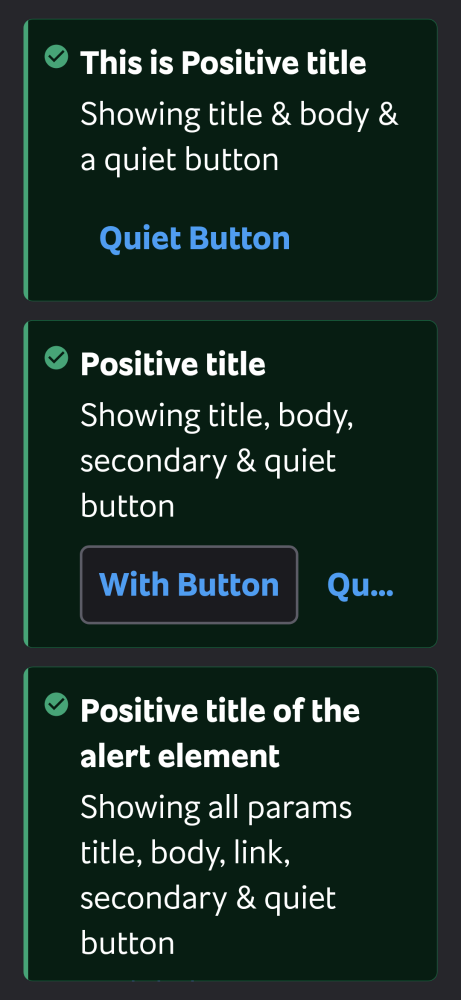 This is Positive title
Showing title & body &
a quiet button
Quiet Button
Positive title
Showing title, body,
secondary & quiet
button
With Button Qu...
Positive title of the
alert element
Showing all params
title, body, link,
secondary & quiet
button